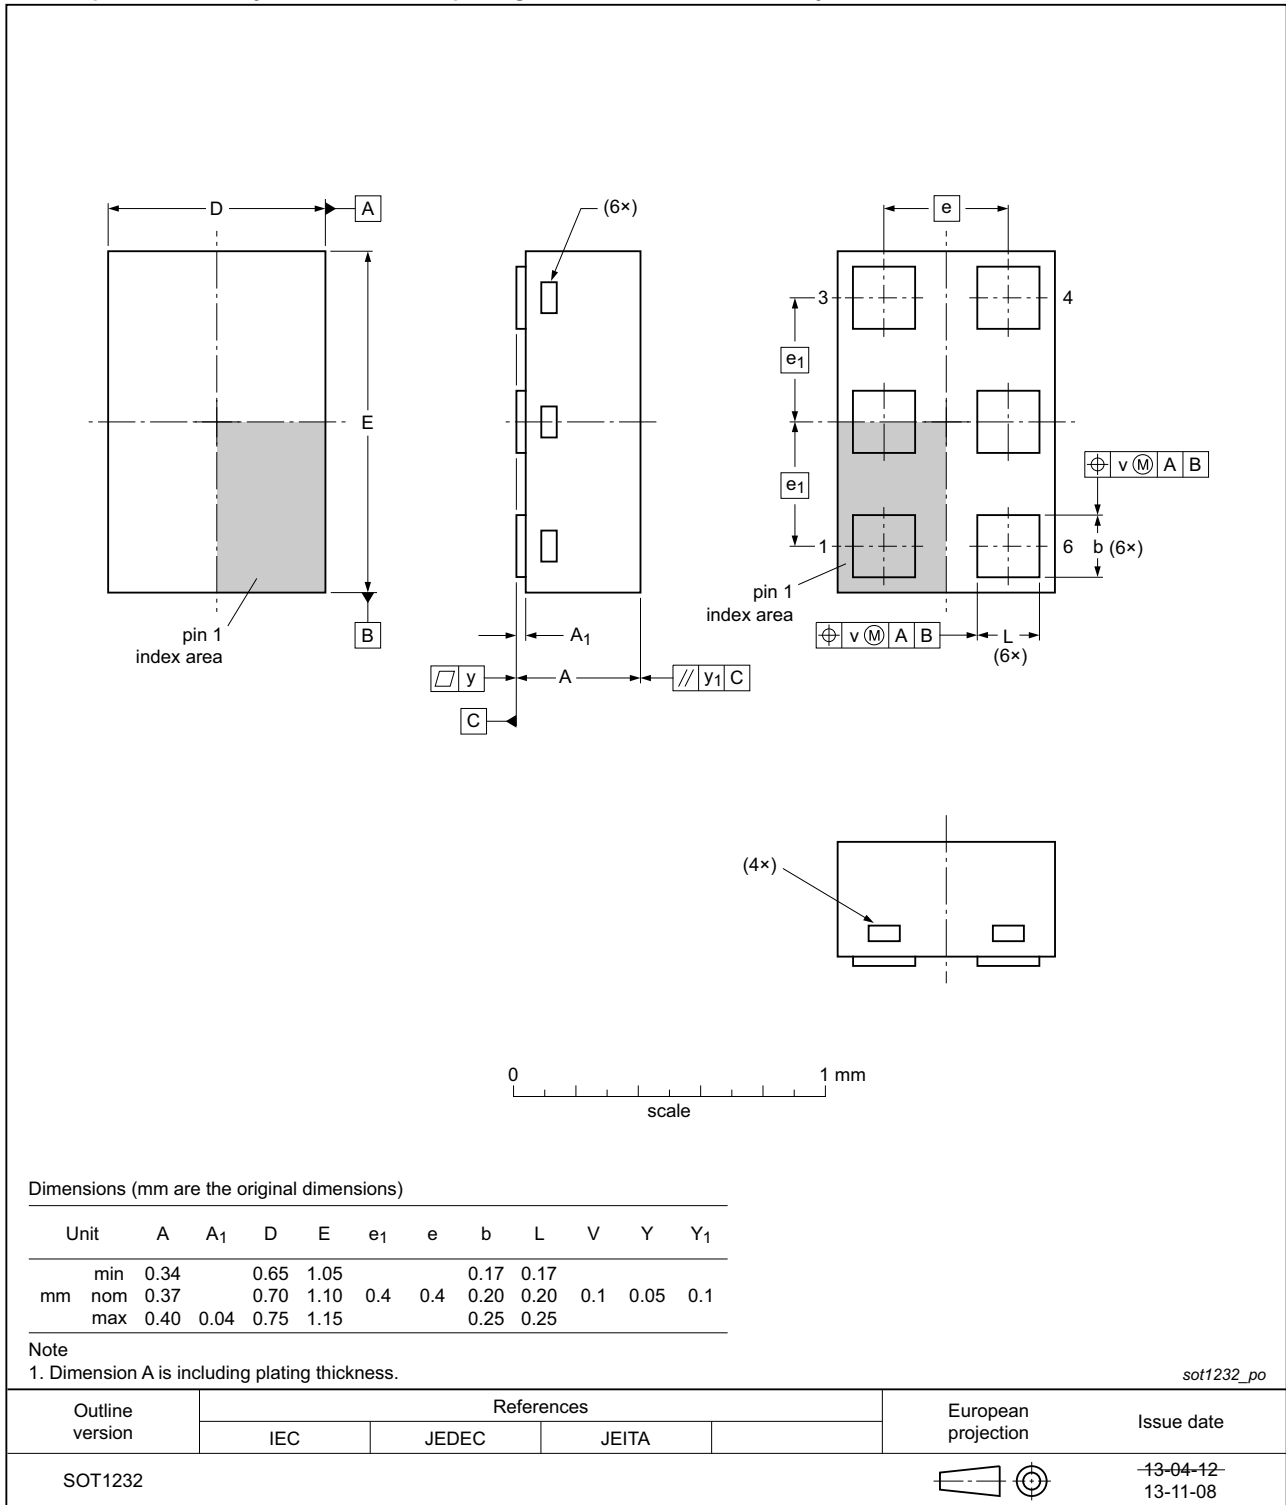 D
A
(6×)
e
3
4
e1
E
e1
v M A B
1
6
b (6×)
pin 1
index area
B
pin 1
index area
A1
v M A B
L
(6×)
y
A
// y1 C
C
(4×)
0
1 mm
scale
Dimensions (mm are the original dimensions)
Unit A A1 D E e1 e b L V Y Y1
min 0.34 0.65 1.05 0.17 0.17
mm nom 0.37 0.70 1.10 0.4 0.4 0.20 0.20 0.1 0.05 0.1
max 0.40 0.04 0.75 1.15 0.25 0.25
Note
1. Dimension A is including plating thickness.
sot1232_po
Outline
version
References
IEC JEDEC JEITA
European
projection
Issue date
SOT1232
13-04-12
13-11-08